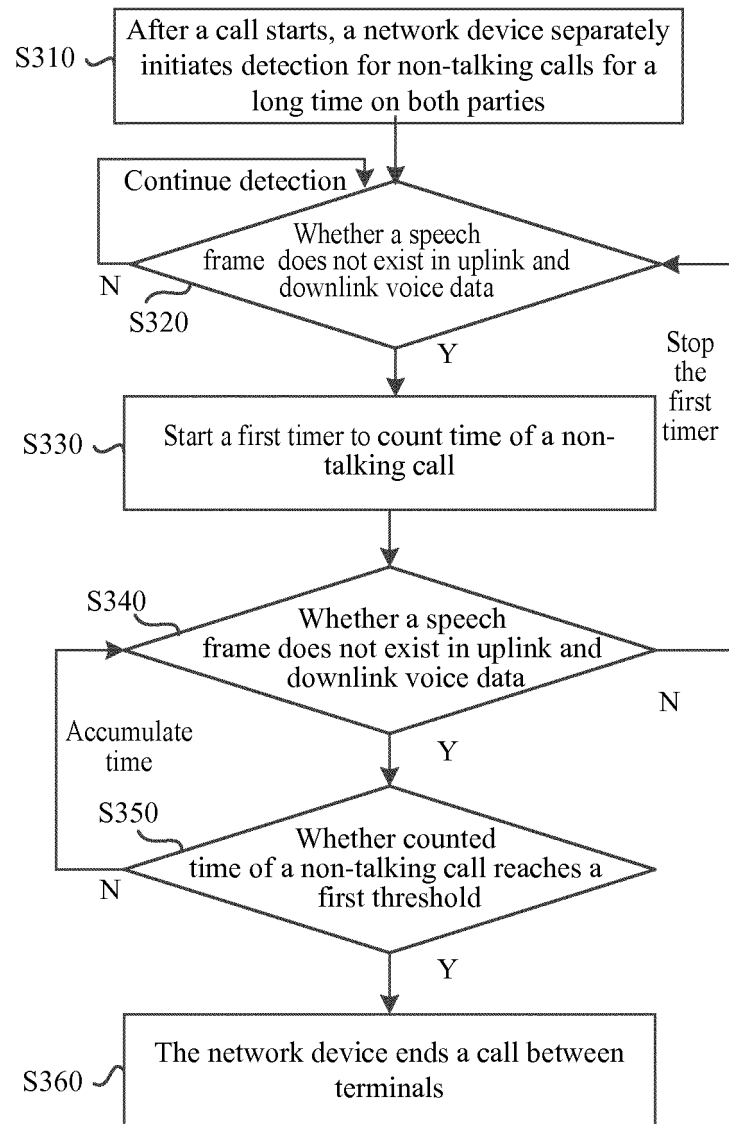 After a call starts, a network device separately
initiates detection for non-talking calls for a
long time on both parties
S310
Continue detection
Whether a speech
frame does not exist in uplink and
downlink voice data
N
S320
Y
Stop
the
first
timer
S330
Start a first timer to count time of a non-
talking call
S340
Whether a speech
frame does not exist in uplink and
downlink voice data
N
Accumulate
time
Y
S350
Whether counted
time of a non-talking call reaches a
first threshold
N
Y
The network device ends a call between
terminals
S360